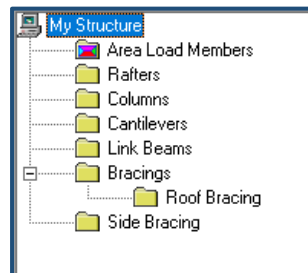 My Structure
Area Load Members
Rafters
Columns
Cantilevers
Link Beams
Bracings
Roof Bracing
Side Bracing